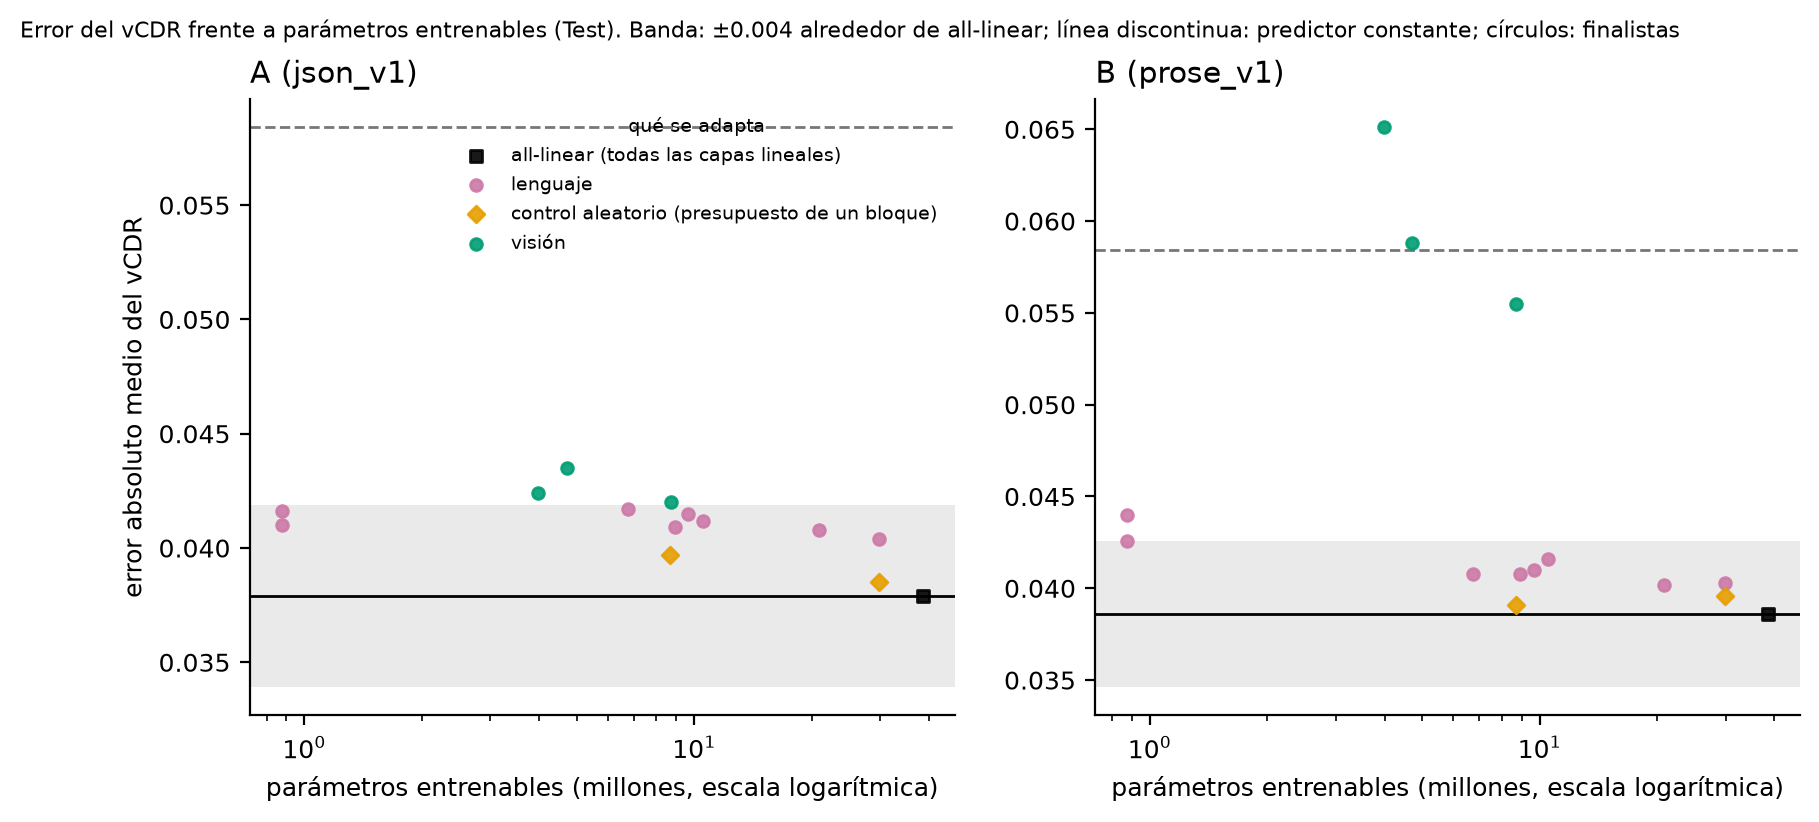 Error del vCDR frente a parámetros entrenables (Test). Banda: ±0.004 alrededor de all-linear; línea discontinua: predictor constante; círculos: finalistas
A (json_v1)
qué se adapta
all-linear (todas las capas lineales)
lenguaje
control aleatorio (presupuesto de un bloque)
visión
error absoluto medio del vCDR
0.055
0.050
0.045
0.040
0.035
10⁰
10¹
parámetros entrenables (millones, escala logarítmica)
B (prose_v1)
0.065
0.060
0.055
0.050
0.045
0.040
0.035
10⁰
10¹
parámetros entrenables (millones, escala logarítmica)